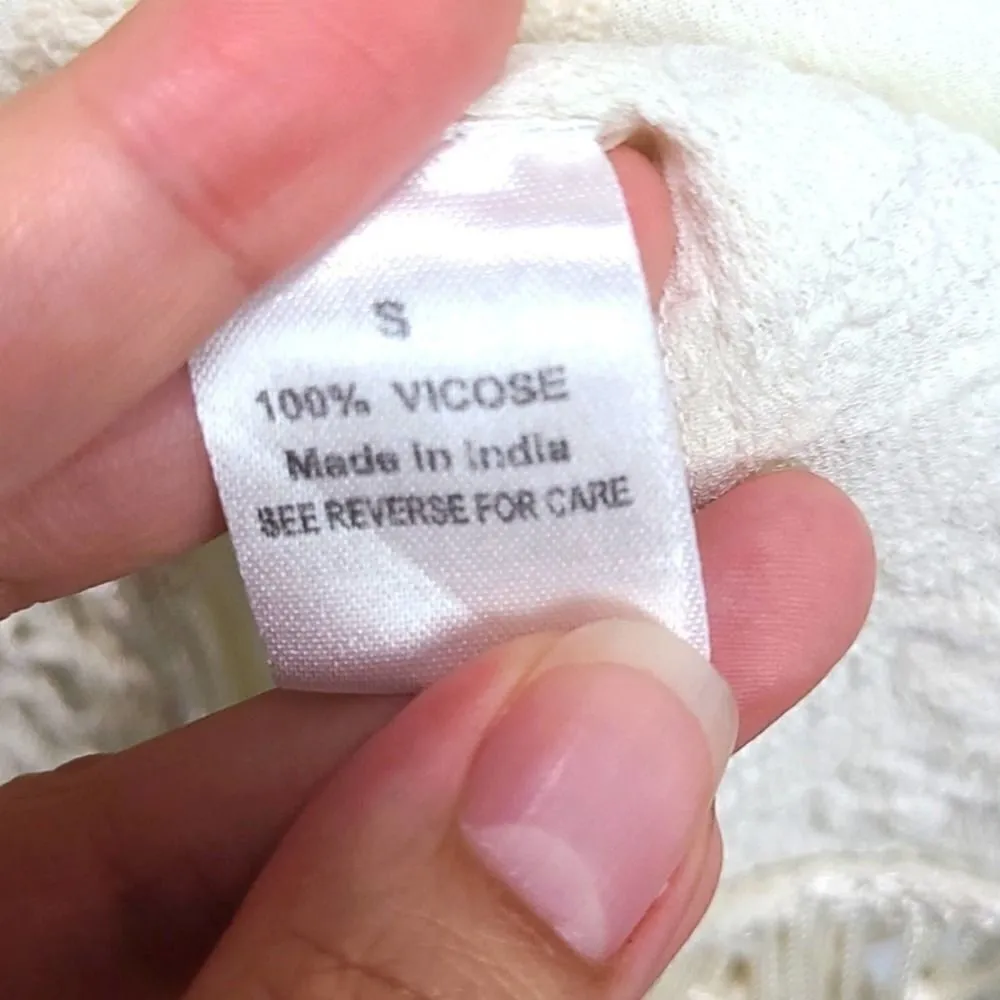 S
100% VICOSE
Made in India
SEE REVERSE FOR CARE